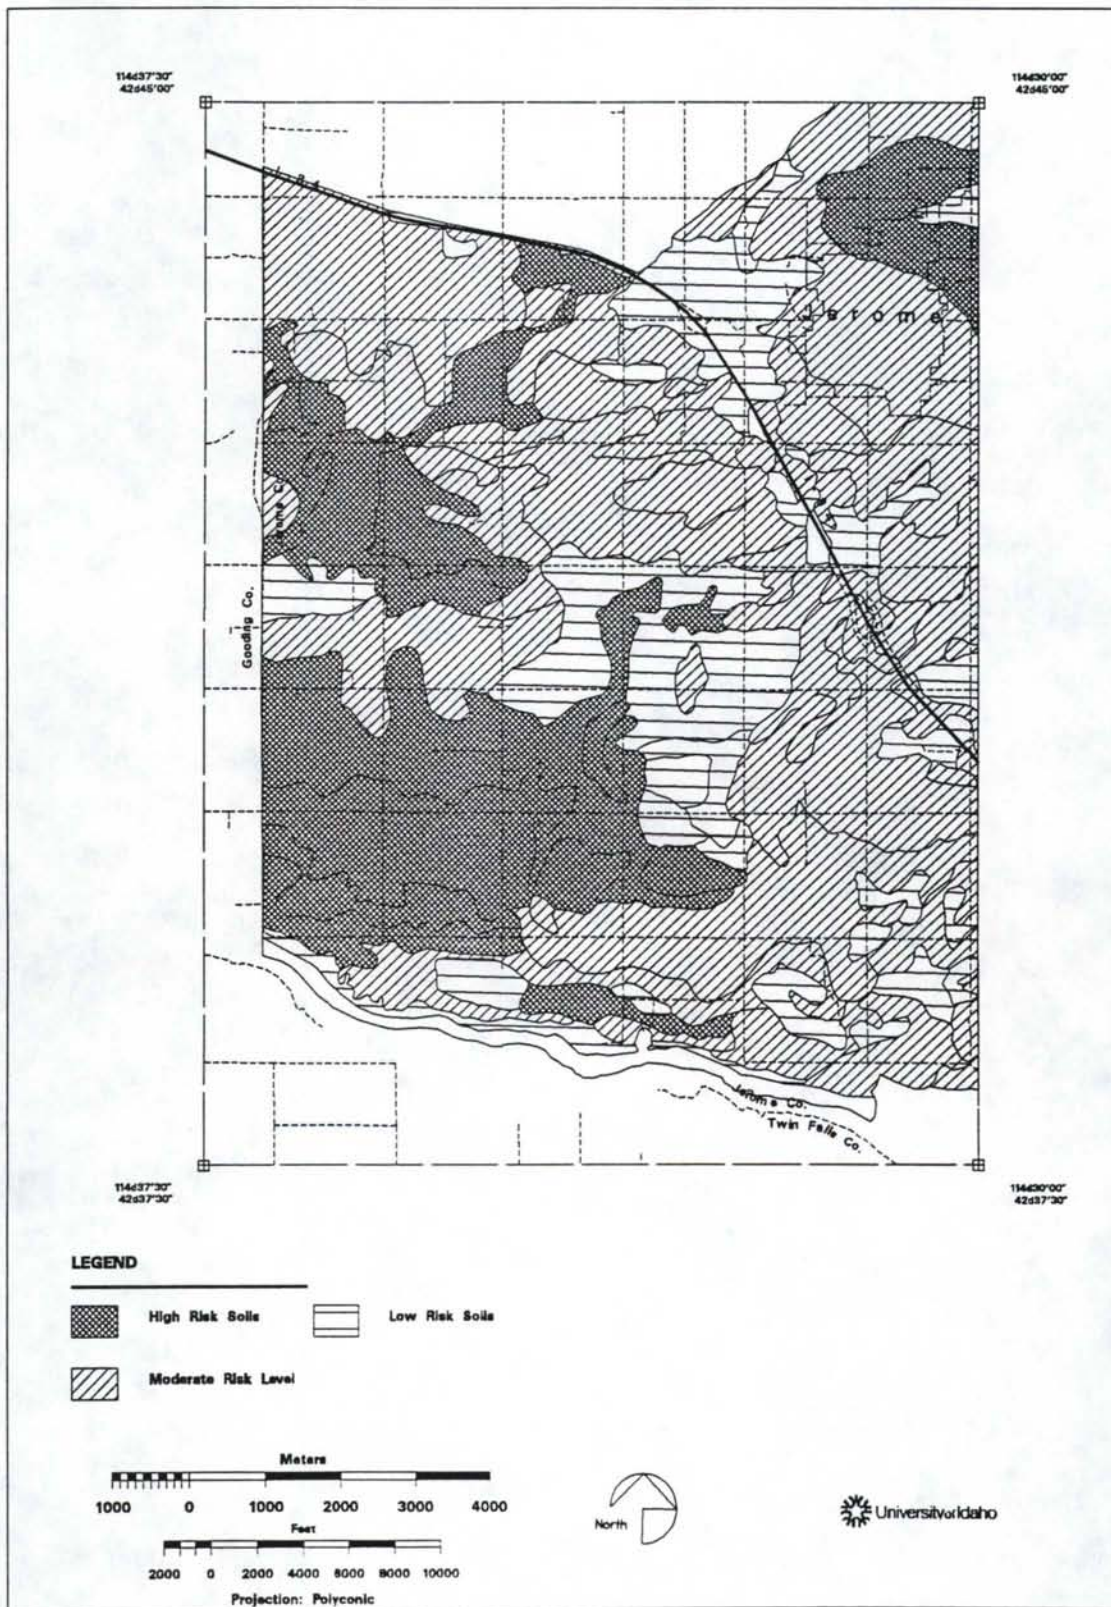 114d37'30" 114d30'00"
42d45'00" 42d45'00"
I-84
Jerome
I-84
Gooding Co.
Jerome Co.
Twin Falls Co.
114d37'30" 114d30'00"
42d37'30" 42d37'30"
LEGEND
High Risk Soils Low Risk Soils
Moderate Risk Level
Meters
1000 0 1000 2000 3000 4000
Feet
2000 0 2000 4000 6000 8000 10000
Projection: Polyconic
North
University of Idaho